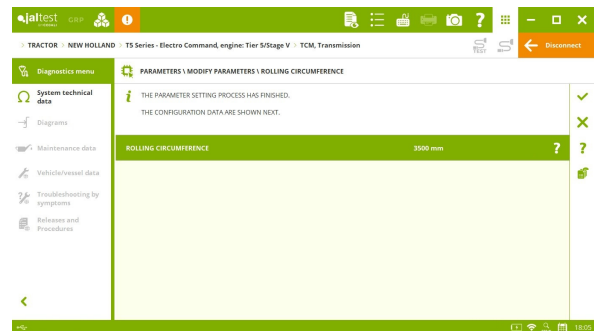 jaltest GRP
> TRACTOR > NEW HOLLAND > T5 Series - Electro Command, engine: Tier 5/Stage V > TCM, Transmission
TEST
Disconnect
Diagnostics menu
System technical data
Diagrams
Maintenance data
Vehicle/vessel data
Troubleshooting by symptoms
Releases and Procedures
PARAMETERS \ MODIFY PARAMETERS \ ROLLING CIRCUMFERENCE
THE PARAMETER SETTING PROCESS HAS FINISHED.
THE CONFIGURATION DATA ARE SHOWN NEXT.
ROLLING CIRCUMFERENCE 3500 mm ?
18:05